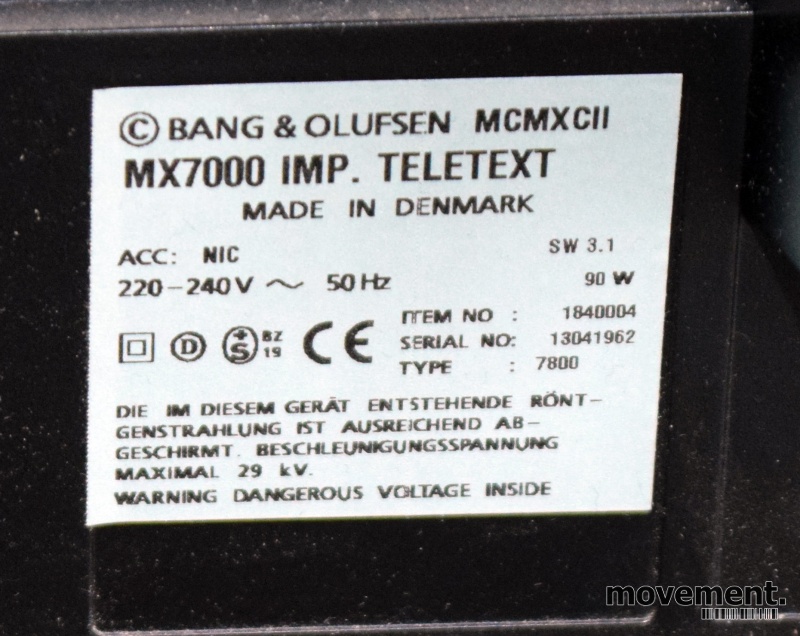 © BANG & OLUFSEN MCMXCII
MX7000 IMP. TELETEXT
MADE IN DENMARK
ACC: NIC SW 3.1
220-240V ~ 50Hz 90 W
ITEM NO : 1840004
SERIAL NO: 13041962
TYPE : 7800
D +S BZ 19 CE
DIE IM DIESEM GERÄT ENTSTEHENDE RÖNT-
GENSTRAHLUNG IST AUSREICHEND AB-
GESCHIRMT. BESCHLEUNIGUNGSSPANNUNG
MAXIMAL 29 kV.
WARNING DANGEROUS VOLTAGE INSIDE
movement.